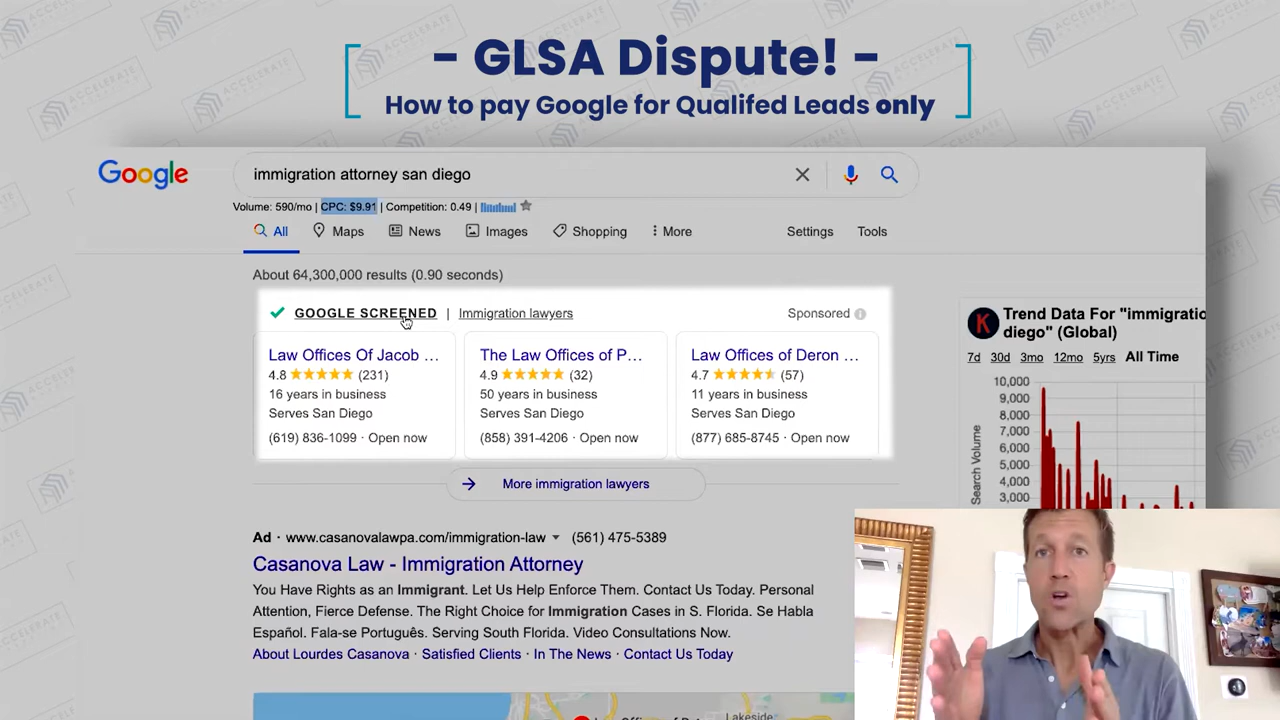 - GLSA Dispute! -
How to pay Google for Qualifed Leads only
Google
immigration attorney san diego
Volume: 590/mo | CPC: $9.91 | Competition: 0.49 |
All Maps News Images Shopping More Settings Tools
About 64,300,000 results (0.90 seconds)
GOOGLE SCREENED | Immigration lawyers Sponsored
Law Offices Of Jacob ...
4.8 (231)
16 years in business
Serves San Diego
(619) 836-1099 · Open now
The Law Offices of P...
4.9 (32)
50 years in business
Serves San Diego
(858) 391-4206 · Open now
Law Offices of Deron ...
4.7 (57)
11 years in business
Serves San Diego
(877) 685-8745 · Open now
More immigration lawyers
Ad · www.casanovalawpa.com/immigration-law (561) 475-5389
Casanova Law - Immigration Attorney
You Have Rights as an Immigrant. Let Us Help Enforce Them. Contact Us Today. Personal
Attention, Fierce Defense. The Right Choice for Immigration Cases in S. Florida. Se Habla
Español. Fala-se Português. Serving South Florida. Video Consultations Now.
About Lourdes Casanova · Satisfied Clients · In The News · Contact Us Today
Lakeside
K
Trend Data For "immigratio
diego" (Global)
7d 30d 3mo 12mo 5yrs All Time
Search Volume
10,000
9,000
8,000
7,000
6,000
5,000
4,000
3,000